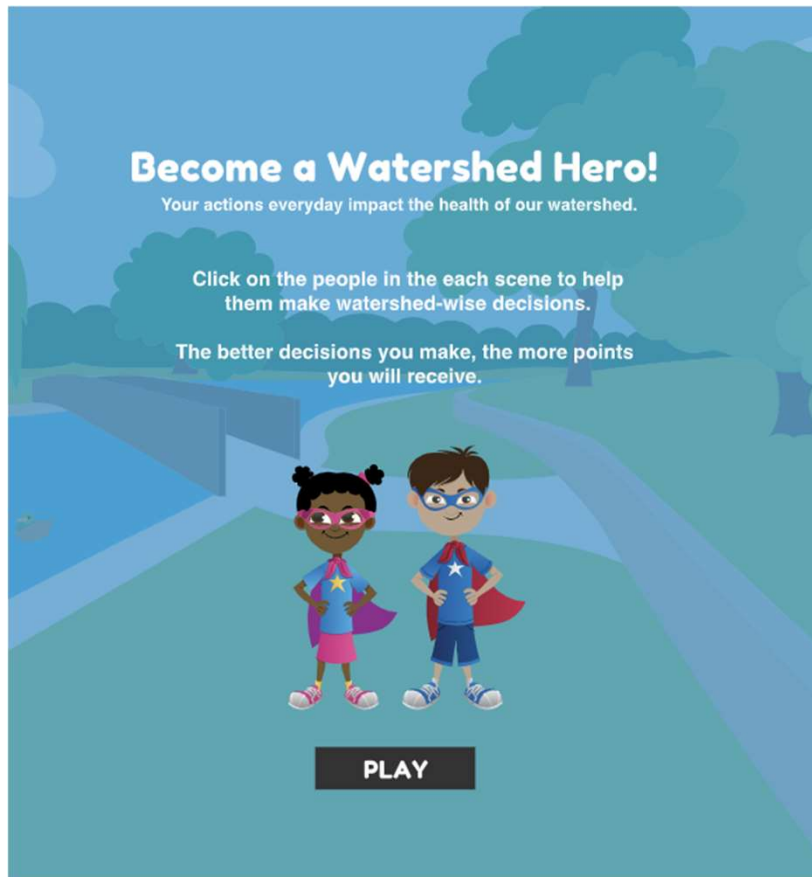 Become a Watershed Hero!
Your actions everyday impact the health of our watershed.
Click on the people in the each scene to help
them make watershed-wise decisions.
The better decisions you make, the more points
you will receive.
PLAY